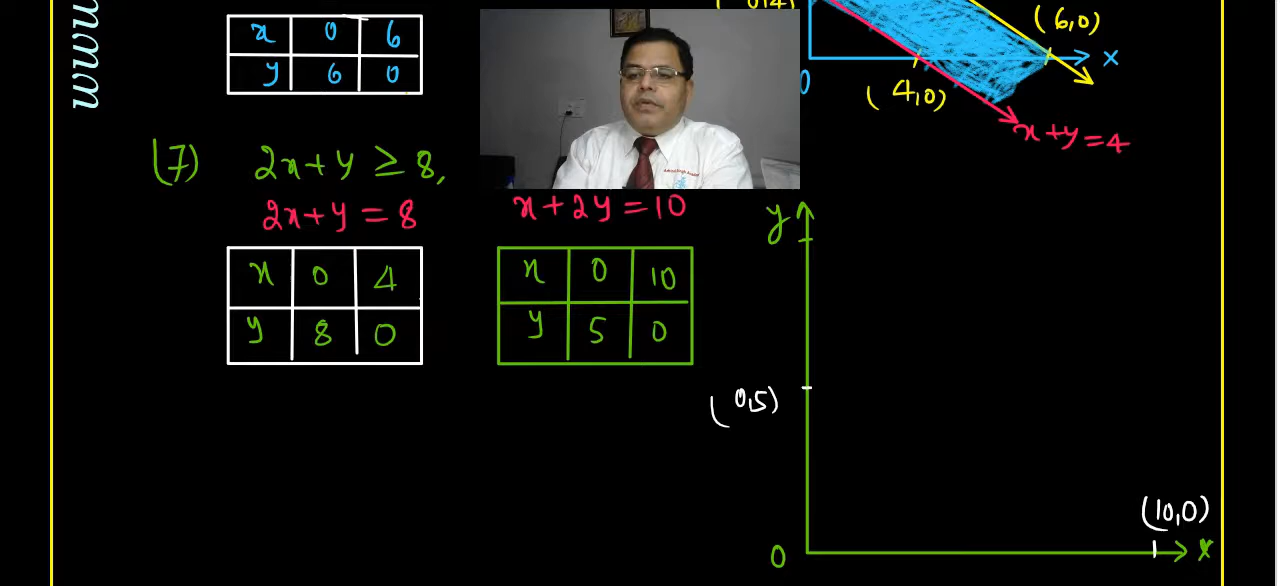 www
x 0 6
y 6 0
(6,0)
x
0
(4,0)
x+y=4
(7) 2x+y ≥ 8,
2x+y = 8
x+2y=10
x 0 4
y 8 0
x 0 10
y 5 0
y
(0,5)
(10,0)
0
x